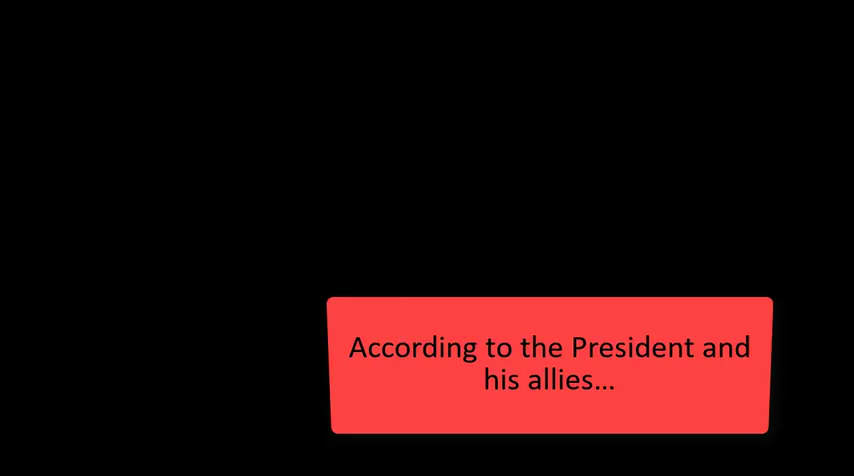 According to the President and
his allies...